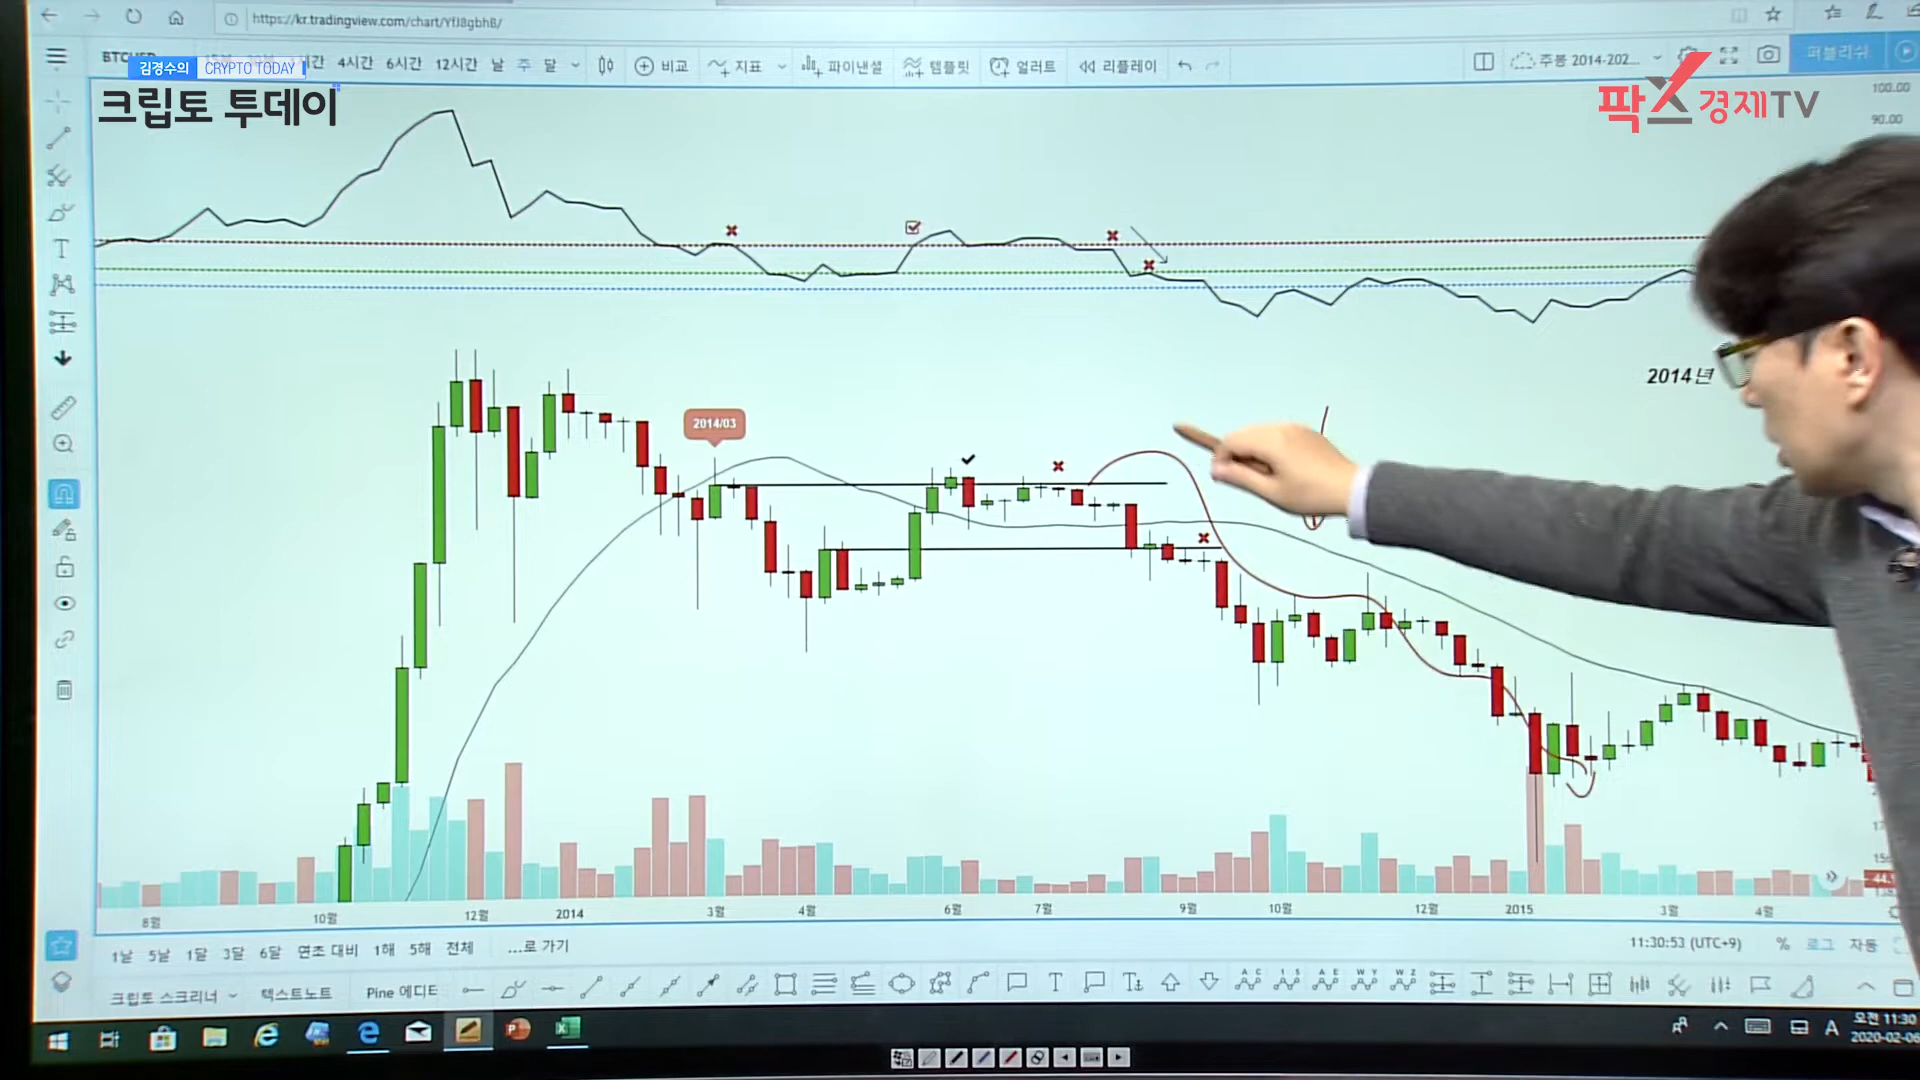 https://kr.tradingview.com/chart/YfJ8gbhB/
김경수의 CRYPTO TODAY
크립토 투데이
4시간 6시간 12시간 날 주 달 비교 지표 파이낸셜 템플릿 얼러트 리플레이
주봉 2014-202...
퍼블리쉬
팍스경제TV
100.00
90.00
2014년
2014/03
8월 10월 12월 2014 3월 4월 6월 7월 9월 10월 12월 2015 3월 4월
1날 5날 1달 3달 6달 연초 대비 1해 5해 전체 ...로 가기
11:30:53 (UTC+9) % 로그 자동
크립토 스크리너 텍스트노트 Pine 에디트
오전 11:30
2020-02-06